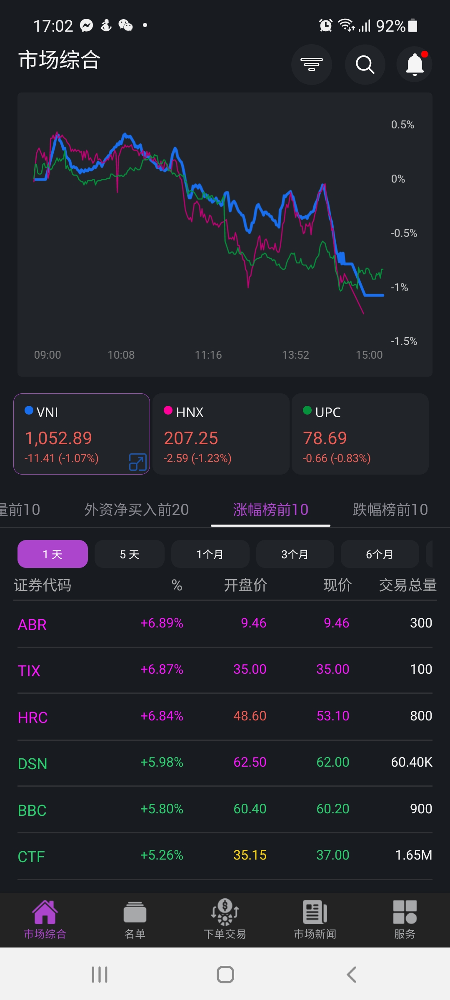 17:02
92%
市场综合
0.5%
0%
-0.5%
-1%
-1.5%
09:00 10:08 11:16 13:52 15:00
VNI HNX UPC
1,052.89 207.25 78.69
-11.41 (-1.07%) -2.59 (-1.23%) -0.66 (-0.83%)
量前10 外资净买入前20 涨幅榜前10 跌幅榜前10
1 天 5 天 1个月 3个月 6个月
证券代码 % 开盘价 现价 交易总量
ABR +6.89% 9.46 9.46 300
TIX +6.87% 35.00 35.00 100
HRC +6.84% 48.60 53.10 800
DSN +5.98% 62.50 62.00 60.40K
BBC +5.80% 60.40 60.20 900
CTF +5.26% 35.15 37.00 1.65M
市场综合 名单 下单交易 市场新闻 服务